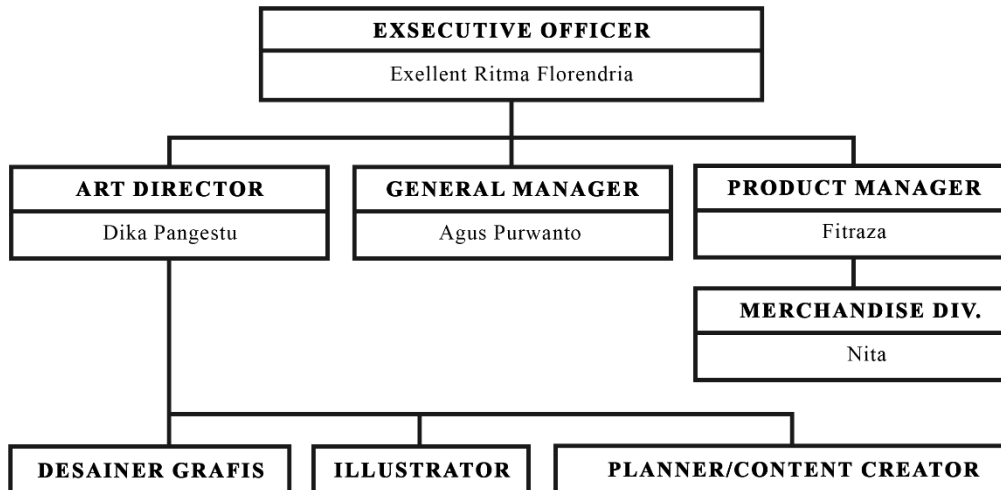 EXSECUTIVE OFFICER
Exellent Ritma Florendria
ART DIRECTOR
Dika Pangestu
GENERAL MANAGER
Agus Purwanto
PRODUCT MANAGER
Fitraza
MERCHANDISE DIV.
Nita
DESAINER GRAFIS
ILLUSTRATOR
PLANNER/CONTENT CREATOR